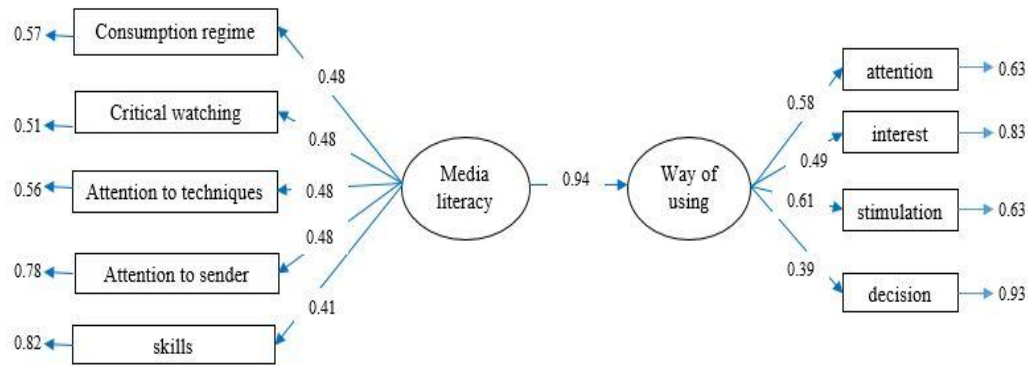 0.57
Consumption regime
0.48
0.51
Critical watching
0.48
0.56
Attention to techniques
0.48
0.78
Attention to sender
0.48
0.82
skills
0.41
Media
literacy
0.94
Way of
using
0.58
attention
0.63
0.49
interest
0.83
0.61
stimulation
0.63
0.39
decision
0.93